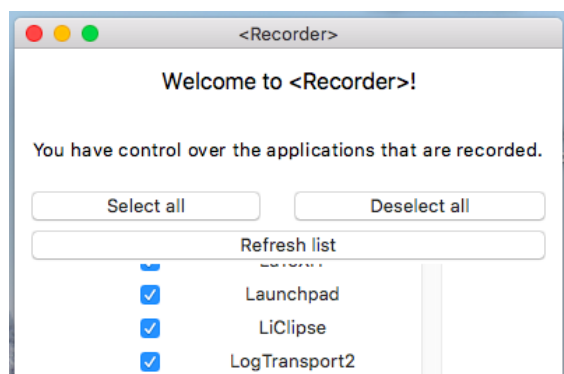 <Recorder>
Welcome to <Recorder>!
You have control over the applications that are recorded.
Select all Deselect all
Refresh list
Launchpad
LiClipse
LogTransport2